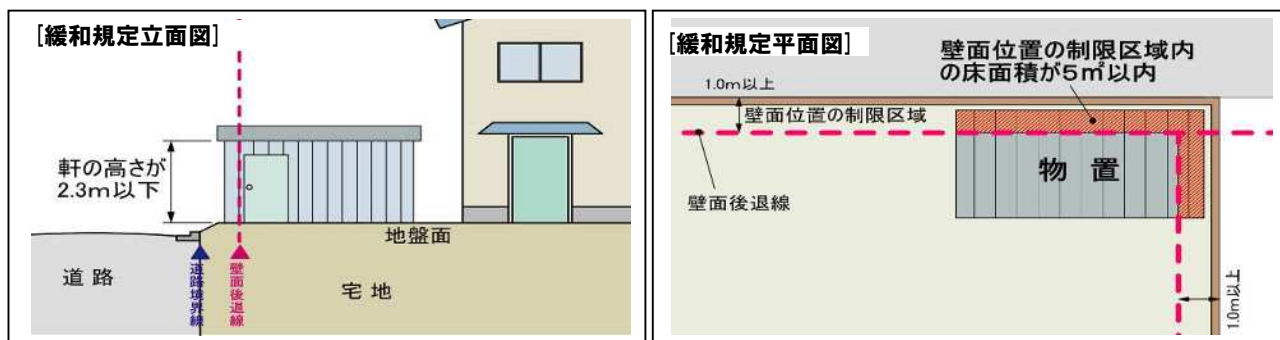 [緩和規定立面図]
軒の高さが
2.3m以下
地盤面
道路
宅地
道路境界線
壁面後退線
[緩和規定平面図]
壁面位置の制限区域内
の床面積が5㎡以内
1.0m以上
壁面位置の制限区域
物置
壁面後退線
1.0m以上